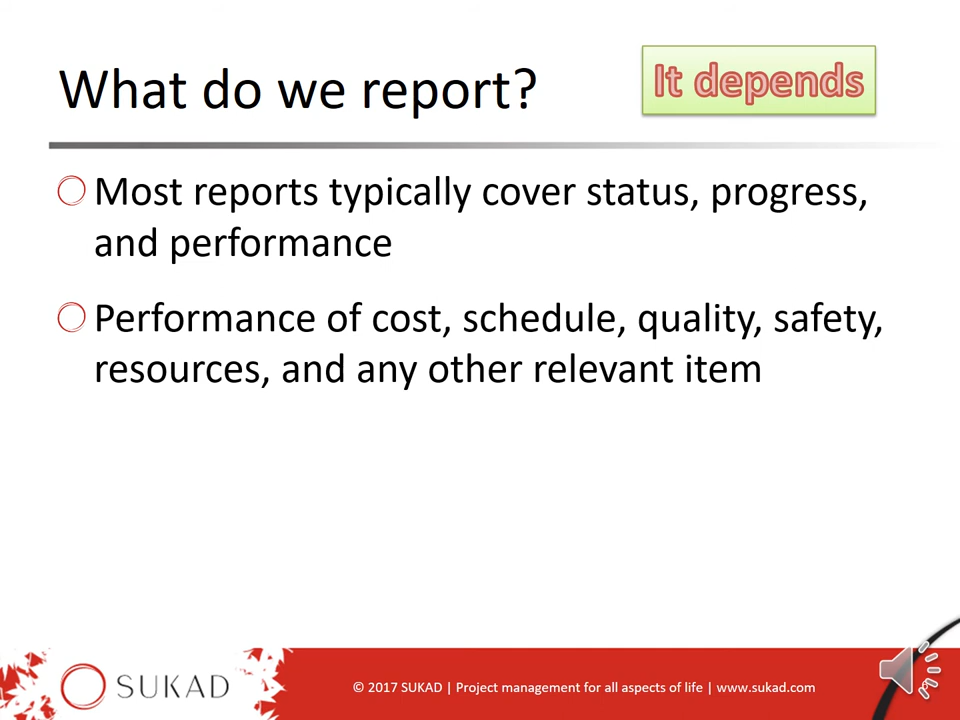 What do we report?
It depends
Most reports typically cover status, progress,
and performance
Performance of cost, schedule, quality, safety,
resources, and any other relevant item
SUKAD
© 2017 SUKAD | Project management for all aspects of life | www.sukad.com